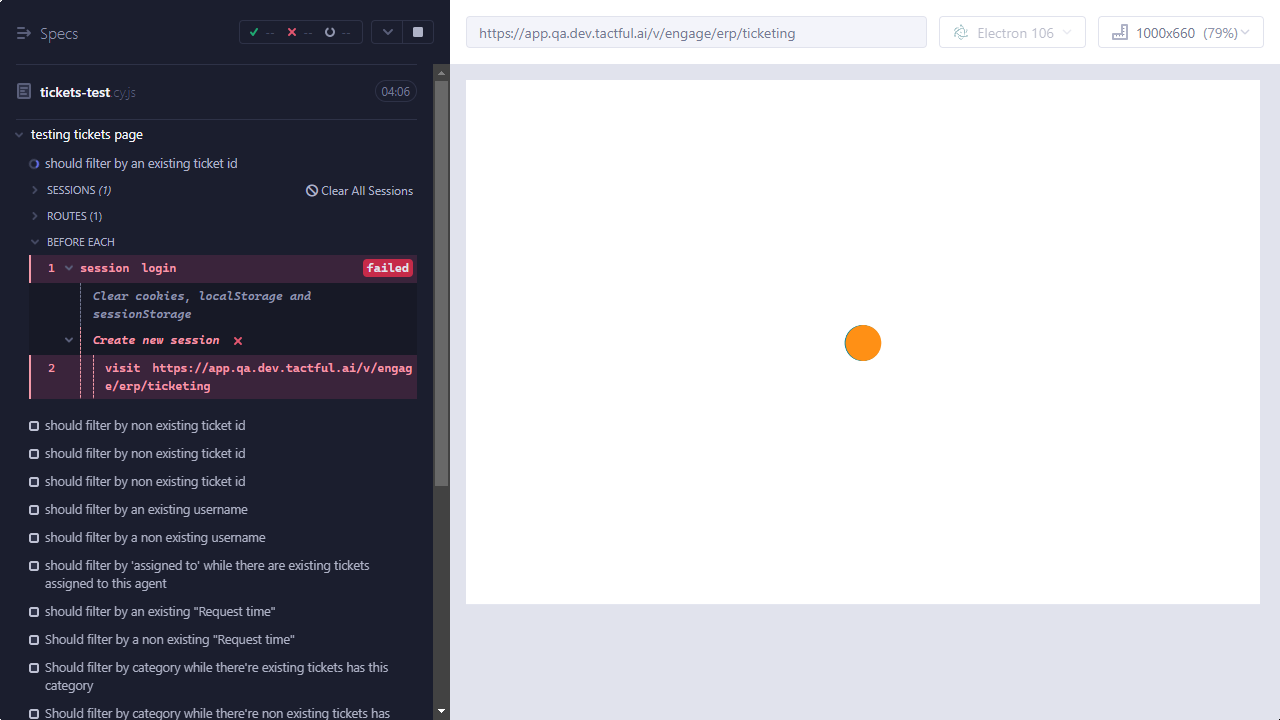 Specs
-- -- --
https://app.qa.dev.tactful.ai/v/engage/erp/ticketing
Electron 106
1000x660 (79%)
tickets-test.cy.js
04:06
testing tickets page
should filter by an existing ticket id
SESSIONS (1)
Clear All Sessions
ROUTES (1)
BEFORE EACH
1 session login failed
Clear cookies, localStorage and
sessionStorage
Create new session
2 visit https://app.qa.dev.tactful.ai/v/engag
e/erp/ticketing
should filter by non existing ticket id
should filter by non existing ticket id
should filter by non existing ticket id
should filter by an existing username
should filter by a non existing username
should filter by 'assigned to' while there are existing tickets
assigned to this agent
should filter by an existing "Request time"
Should filter by a non existing "Request time"
Should filter by category while there're existing tickets has this
category
Should filter by category while there're non existing tickets has